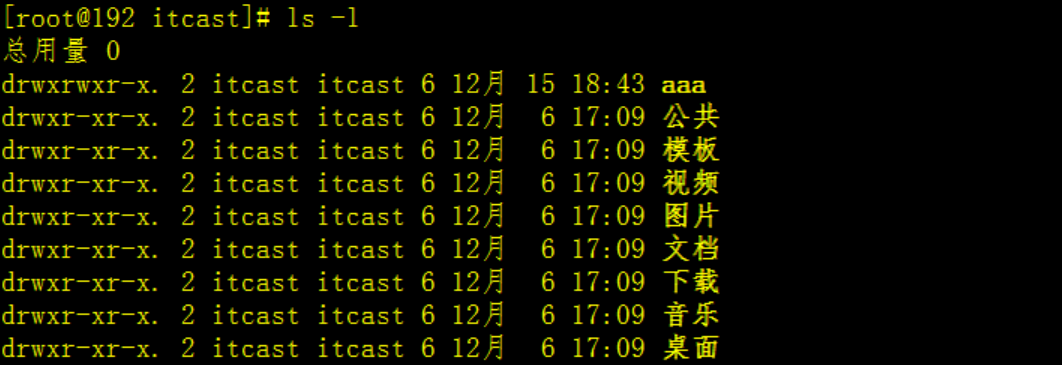 [root@192 itcast]# ls -l
总用量 0
drwxrwxr-x. 2 itcast itcast 6 12月 15 18:43 aaa
drwxr-xr-x. 2 itcast itcast 6 12月  6 17:09 公共
drwxr-xr-x. 2 itcast itcast 6 12月  6 17:09 模板
drwxr-xr-x. 2 itcast itcast 6 12月  6 17:09 视频
drwxr-xr-x. 2 itcast itcast 6 12月  6 17:09 图片
drwxr-xr-x. 2 itcast itcast 6 12月  6 17:09 文档
drwxr-xr-x. 2 itcast itcast 6 12月  6 17:09 下载
drwxr-xr-x. 2 itcast itcast 6 12月  6 17:09 音乐
drwxr-xr-x. 2 itcast itcast 6 12月  6 17:09 桌面